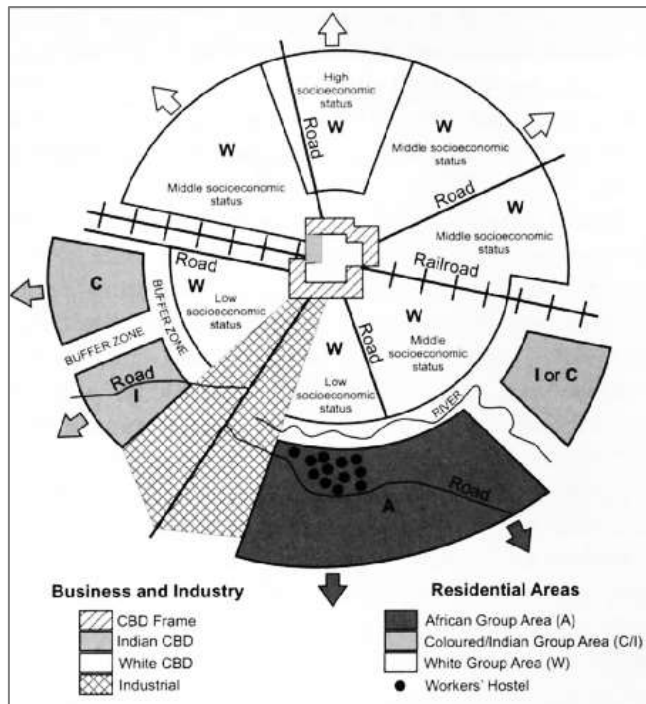 High
socioeconomic
status
W
Road
W
Middle socioeconomic
status
W
Middle socioeconomic
status
Road
W
Middle socioeconomic
status
Railroad
Road
W
Low
socioeconomic
status
C
BUFFER ZONE
BUFFER ZONE
Road
I
W
Low
socioeconomic
status
Road
W
Middle
socioeconomic
status
I or C
RIVER
Road
A
Business and Industry
CBD Frame
Indian CBD
White CBD
Industrial
Residential Areas
African Group Area (A)
Coloured/Indian Group Area (C/I)
White Group Area (W)
Workers' Hostel